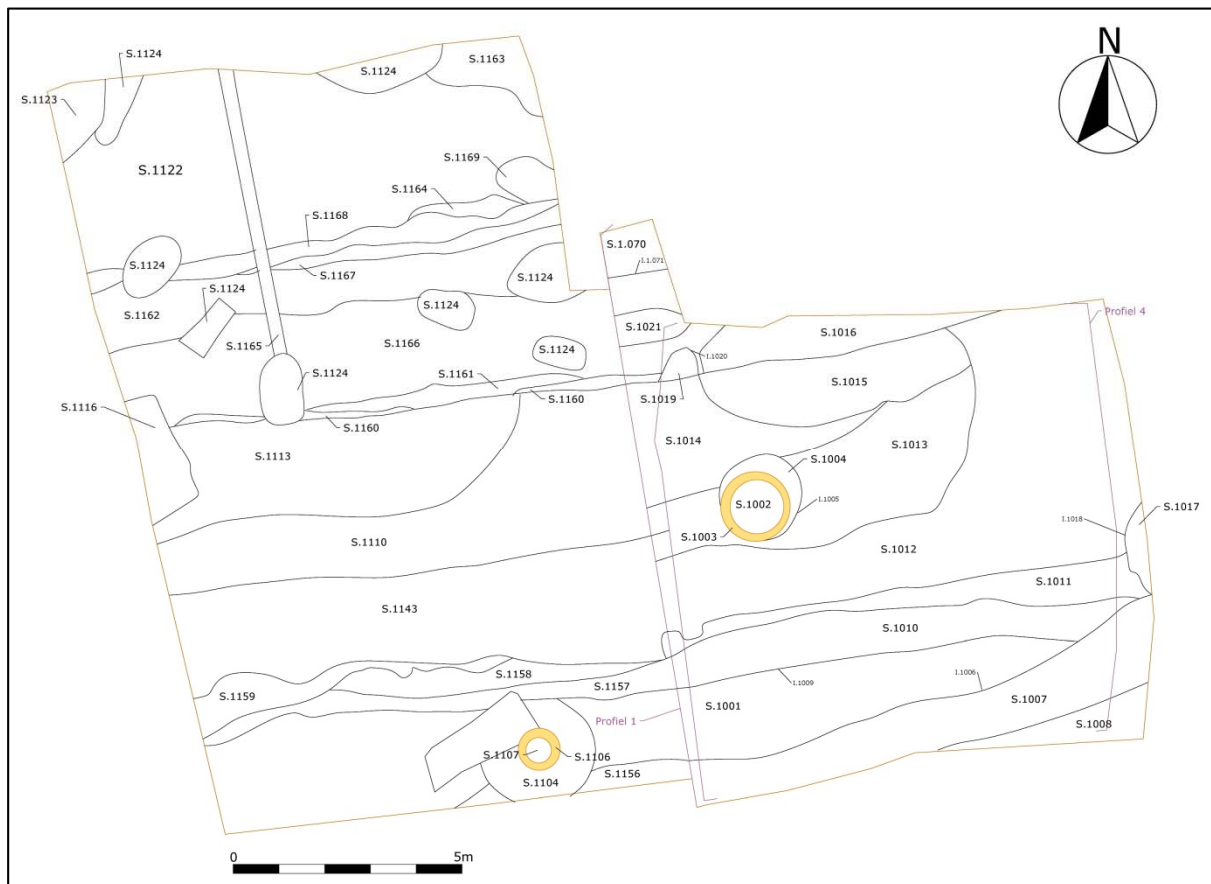 N
S.1124
S.1124
S.1163
S.1123
S.1122
S.1169
S.1164
S.1168
S.1.070
I.1.071
S.1124
S.1167
S.1124
S.1124
S.1162
S.1124
S.1165
S.1166
S.1124
S.1124
S.1161
S.1160
S.1160
S.1116
S.1113
S.1110
S.1143
S.1021
S.1016
Profiel 4
I.1020
S.1015
S.1019
S.1014
S.1013
S.1004
S.1002
I.1005
S.1003
S.1017
I.1018
S.1012
S.1011
S.1010
S.1159
S.1158
S.1157
I.1009
I.1006
S.1001
S.1007
Profiel 1
S.1008
S.1107
S.1106
S.1104
S.1156
0
5m